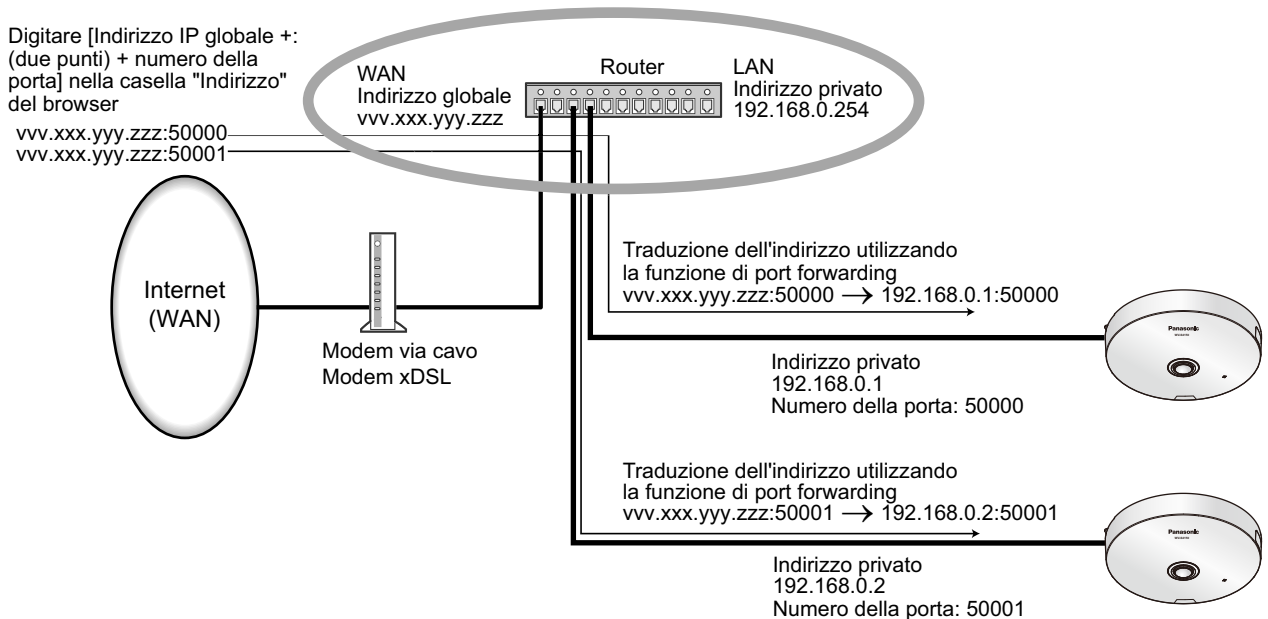 Digitare [Indirizzo IP globale +:
(due punti) + numero della
porta] nella casella "Indirizzo"
del browser
vvv.xxx.yyy.zzz:50000
vvv.xxx.yyy.zzz:50001
WAN
Indirizzo globale
vvv.xxx.yyy.zzz
Router
LAN
Indirizzo privato
192.168.0.254
Internet
(WAN)
Modem via cavo
Modem xDSL
Traduzione dell'indirizzo utilizzando
la funzione di port forwarding
vvv.xxx.yyy.zzz:50000 → 192.168.0.1:50000
Panasonic
Indirizzo privato
192.168.0.1
Numero della porta: 50000
Traduzione dell'indirizzo utilizzando
la funzione di port forwarding
vvv.xxx.yyy.zzz:50001 → 192.168.0.2:50001
Panasonic
Indirizzo privato
192.168.0.2
Numero della porta: 50001